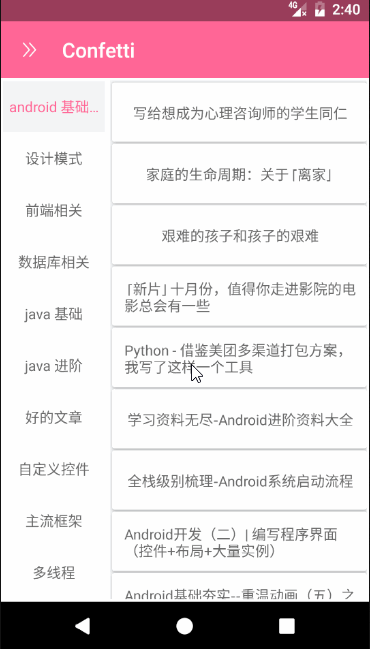 4G 2:40
Confetti
android 基础...
设计模式
前端相关
数据库相关
java 基础
java 进阶
好的文章
自定义控件
主流框架
多线程
写给想成为心理咨询师的学生同仁
家庭的生命周期：关于「离家」
艰难的孩子和孩子的艰难
「新片」十月份，值得你走进影院的电
影总会有一些
Python - 借鉴美团多渠道打包方案，
我写了这样一个工具
学习资料无尽-Android进阶资料大全
全栈级别梳理-Android系统启动流程
Android开发（二）| 编写程序界面
（控件+布局+大量实例）
Android基础夯实--重温动画（五）之